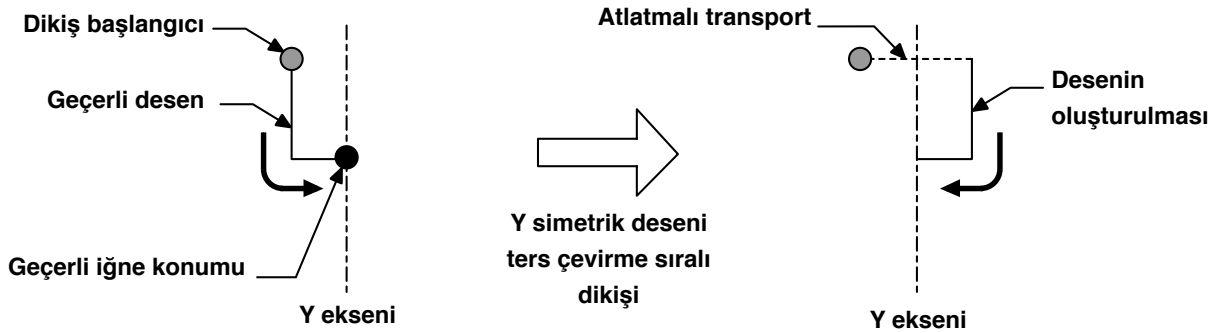 Dikiş başlangıcı
Geçerli desen
Geçerli iğne konumu
Y ekseni
Y simetrik deseni
ters çevirme sıralı
dikişi
Atlatmalı transport
Desenin
oluşturulması
Y ekseni